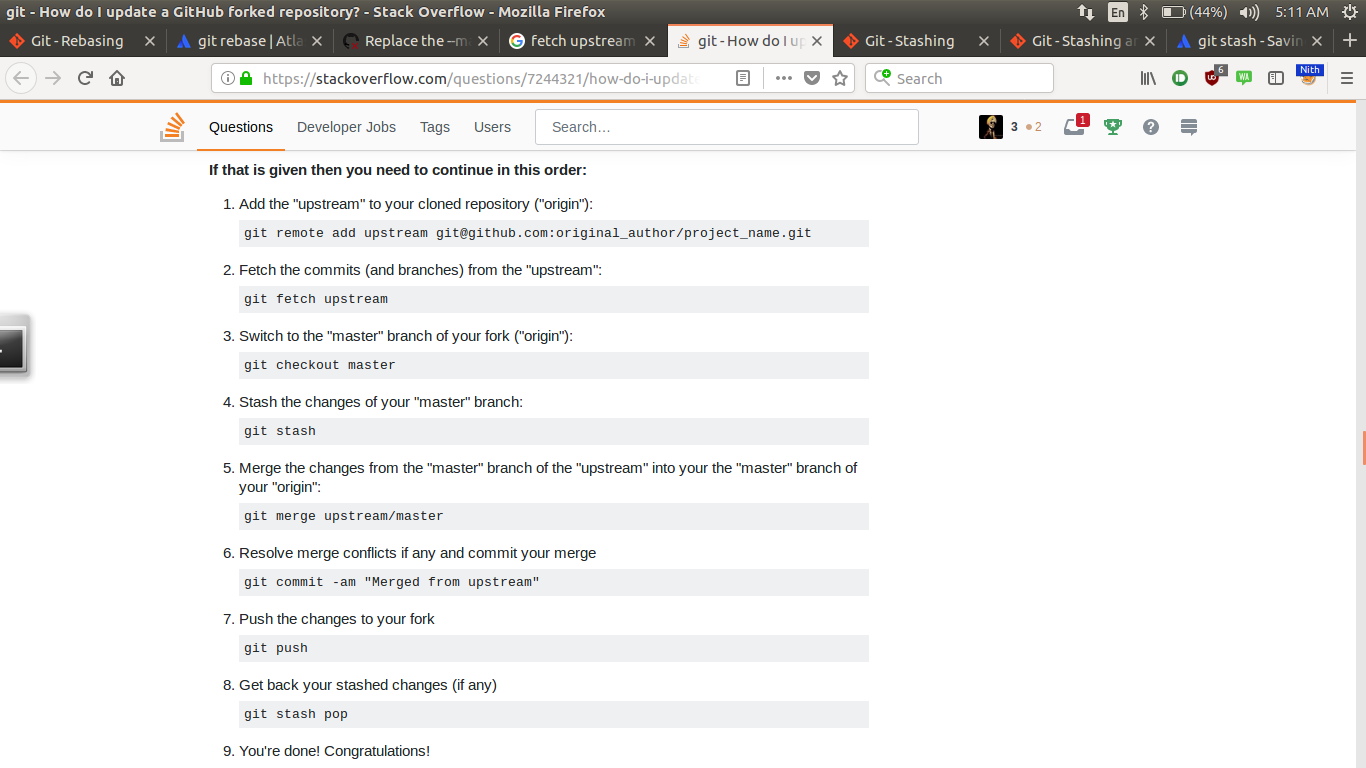 git - How do I update a GitHub forked repository? - Stack Overflow - Mozilla Firefox
En (44%) 5:11 AM
Git - Rebasing
git rebase | Atla
Replace the --m
fetch upstream
git - How do I up
Git - Stashing
Git - Stashing an
git stash - Savin
https://stackoverflow.com/questions/7244321/how-do-i-update
Search
6
Nith
Questions Developer Jobs Tags Users Search… 3 2 1
If that is given then you need to continue in this order:
1. Add the "upstream" to your cloned repository ("origin"):
git remote add upstream git@github.com:original_author/project_name.git
2. Fetch the commits (and branches) from the "upstream":
git fetch upstream
3. Switch to the "master" branch of your fork ("origin"):
git checkout master
4. Stash the changes of your "master" branch:
git stash
5. Merge the changes from the "master" branch of the "upstream" into your the "master" branch of
your "origin":
git merge upstream/master
6. Resolve merge conflicts if any and commit your merge
git commit -am "Merged from upstream"
7. Push the changes to your fork
git push
8. Get back your stashed changes (if any)
git stash pop
9. You're done! Congratulations!